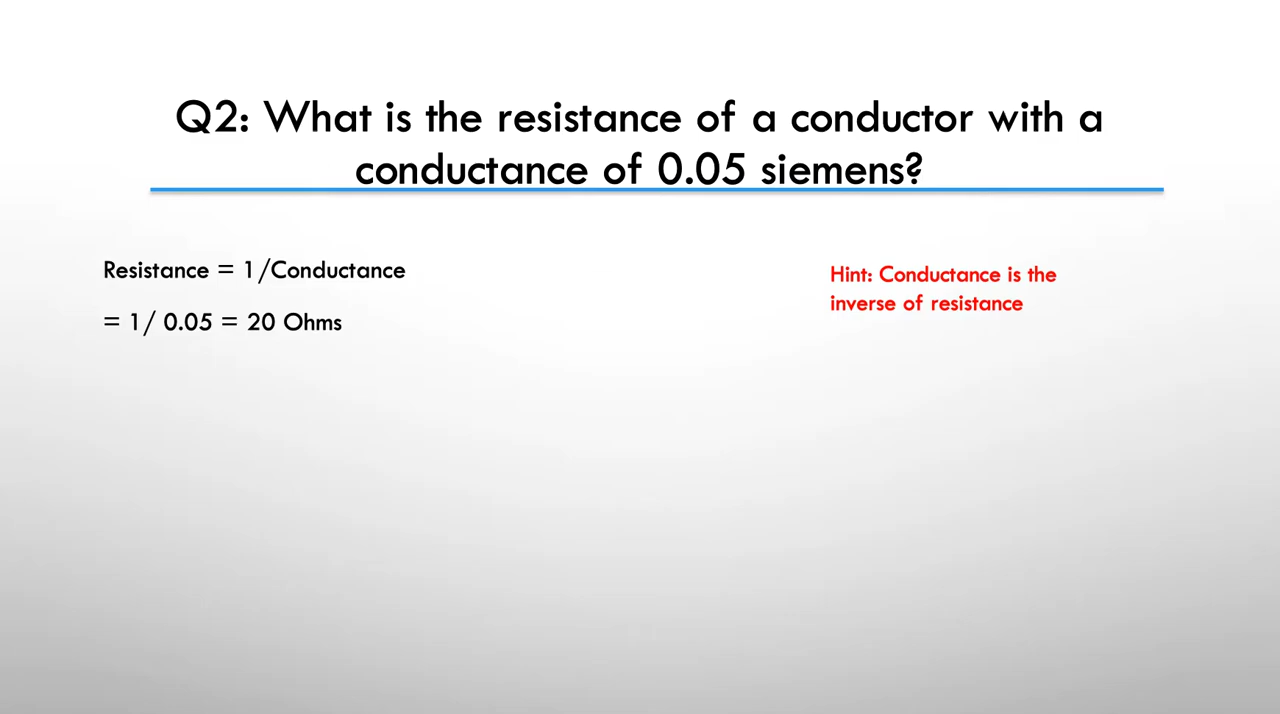 Q2: What is the resistance of a conductor with a
conductance of 0.05 siemens?
Resistance = 1/Conductance
= 1/ 0.05 = 20 Ohms
Hint: Conductance is the
inverse of resistance